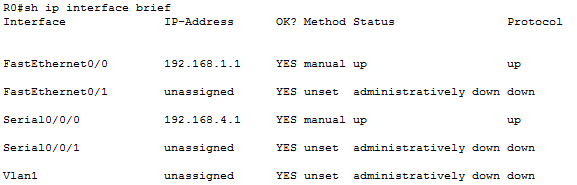 R0#sh ip interface brief
Interface IP-Address OK? Method Status Protocol
FastEthernet0/0 192.168.1.1 YES manual up up
FastEthernet0/1 unassigned YES unset administratively down down
Serial0/0/0 192.168.4.1 YES manual up up
Serial0/0/1 unassigned YES unset administratively down down
Vlan1 unassigned YES unset administratively down down